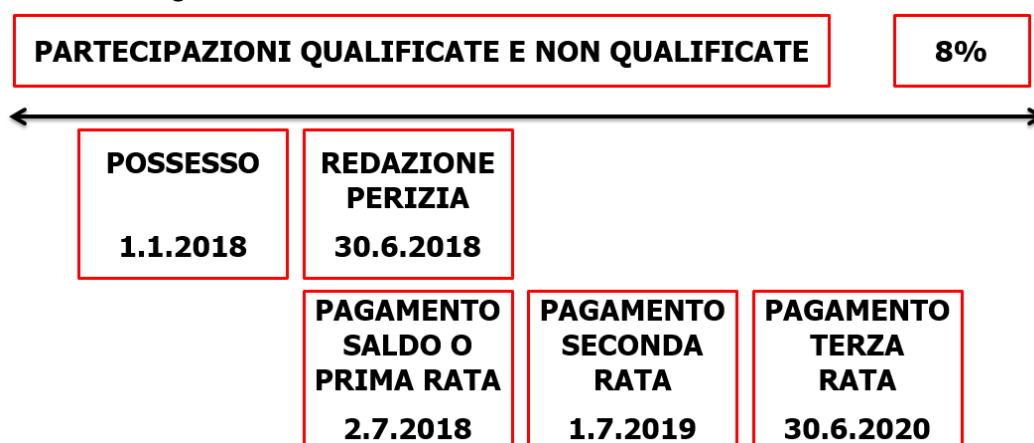 PARTECIPAZIONI QUALIFICATE E NON QUALIFICATE
8%
POSSESSO
1.1.2018
REDAZIONE
PERIZIA
30.6.2018
PAGAMENTO
SALDO O
PRIMA RATA
2.7.2018
PAGAMENTO
SECONDA
RATA
1.7.2019
PAGAMENTO
TERZA
RATA
30.6.2020